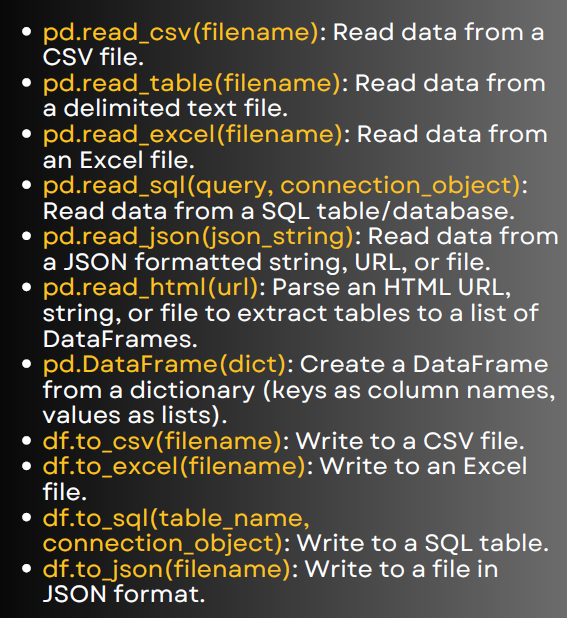 • pd.read_csv(filename): Read data from a
CSV file.
• pd.read_table(filename): Read data from
a delimited text file.
• pd.read_excel(filename): Read data from
an Excel file.
• pd.read_sql(query, connection_object):
Read data from a SQL table/database.
• pd.read_json(json_string): Read data from
a JSON formatted string, URL, or file.
• pd.read_html(url): Parse an HTML URL,
string, or file to extract tables to a list of
DataFrames.
• pd.DataFrame(dict): Create a DataFrame
from a dictionary (keys as column names,
values as lists).
• df.to_csv(filename): Write to a CSV file.
• df.to_excel(filename): Write to an Excel
file.
• df.to_sql(table_name,
connection_object): Write to a SQL table.
• df.to_json(filename): Write to a file in
JSON format.